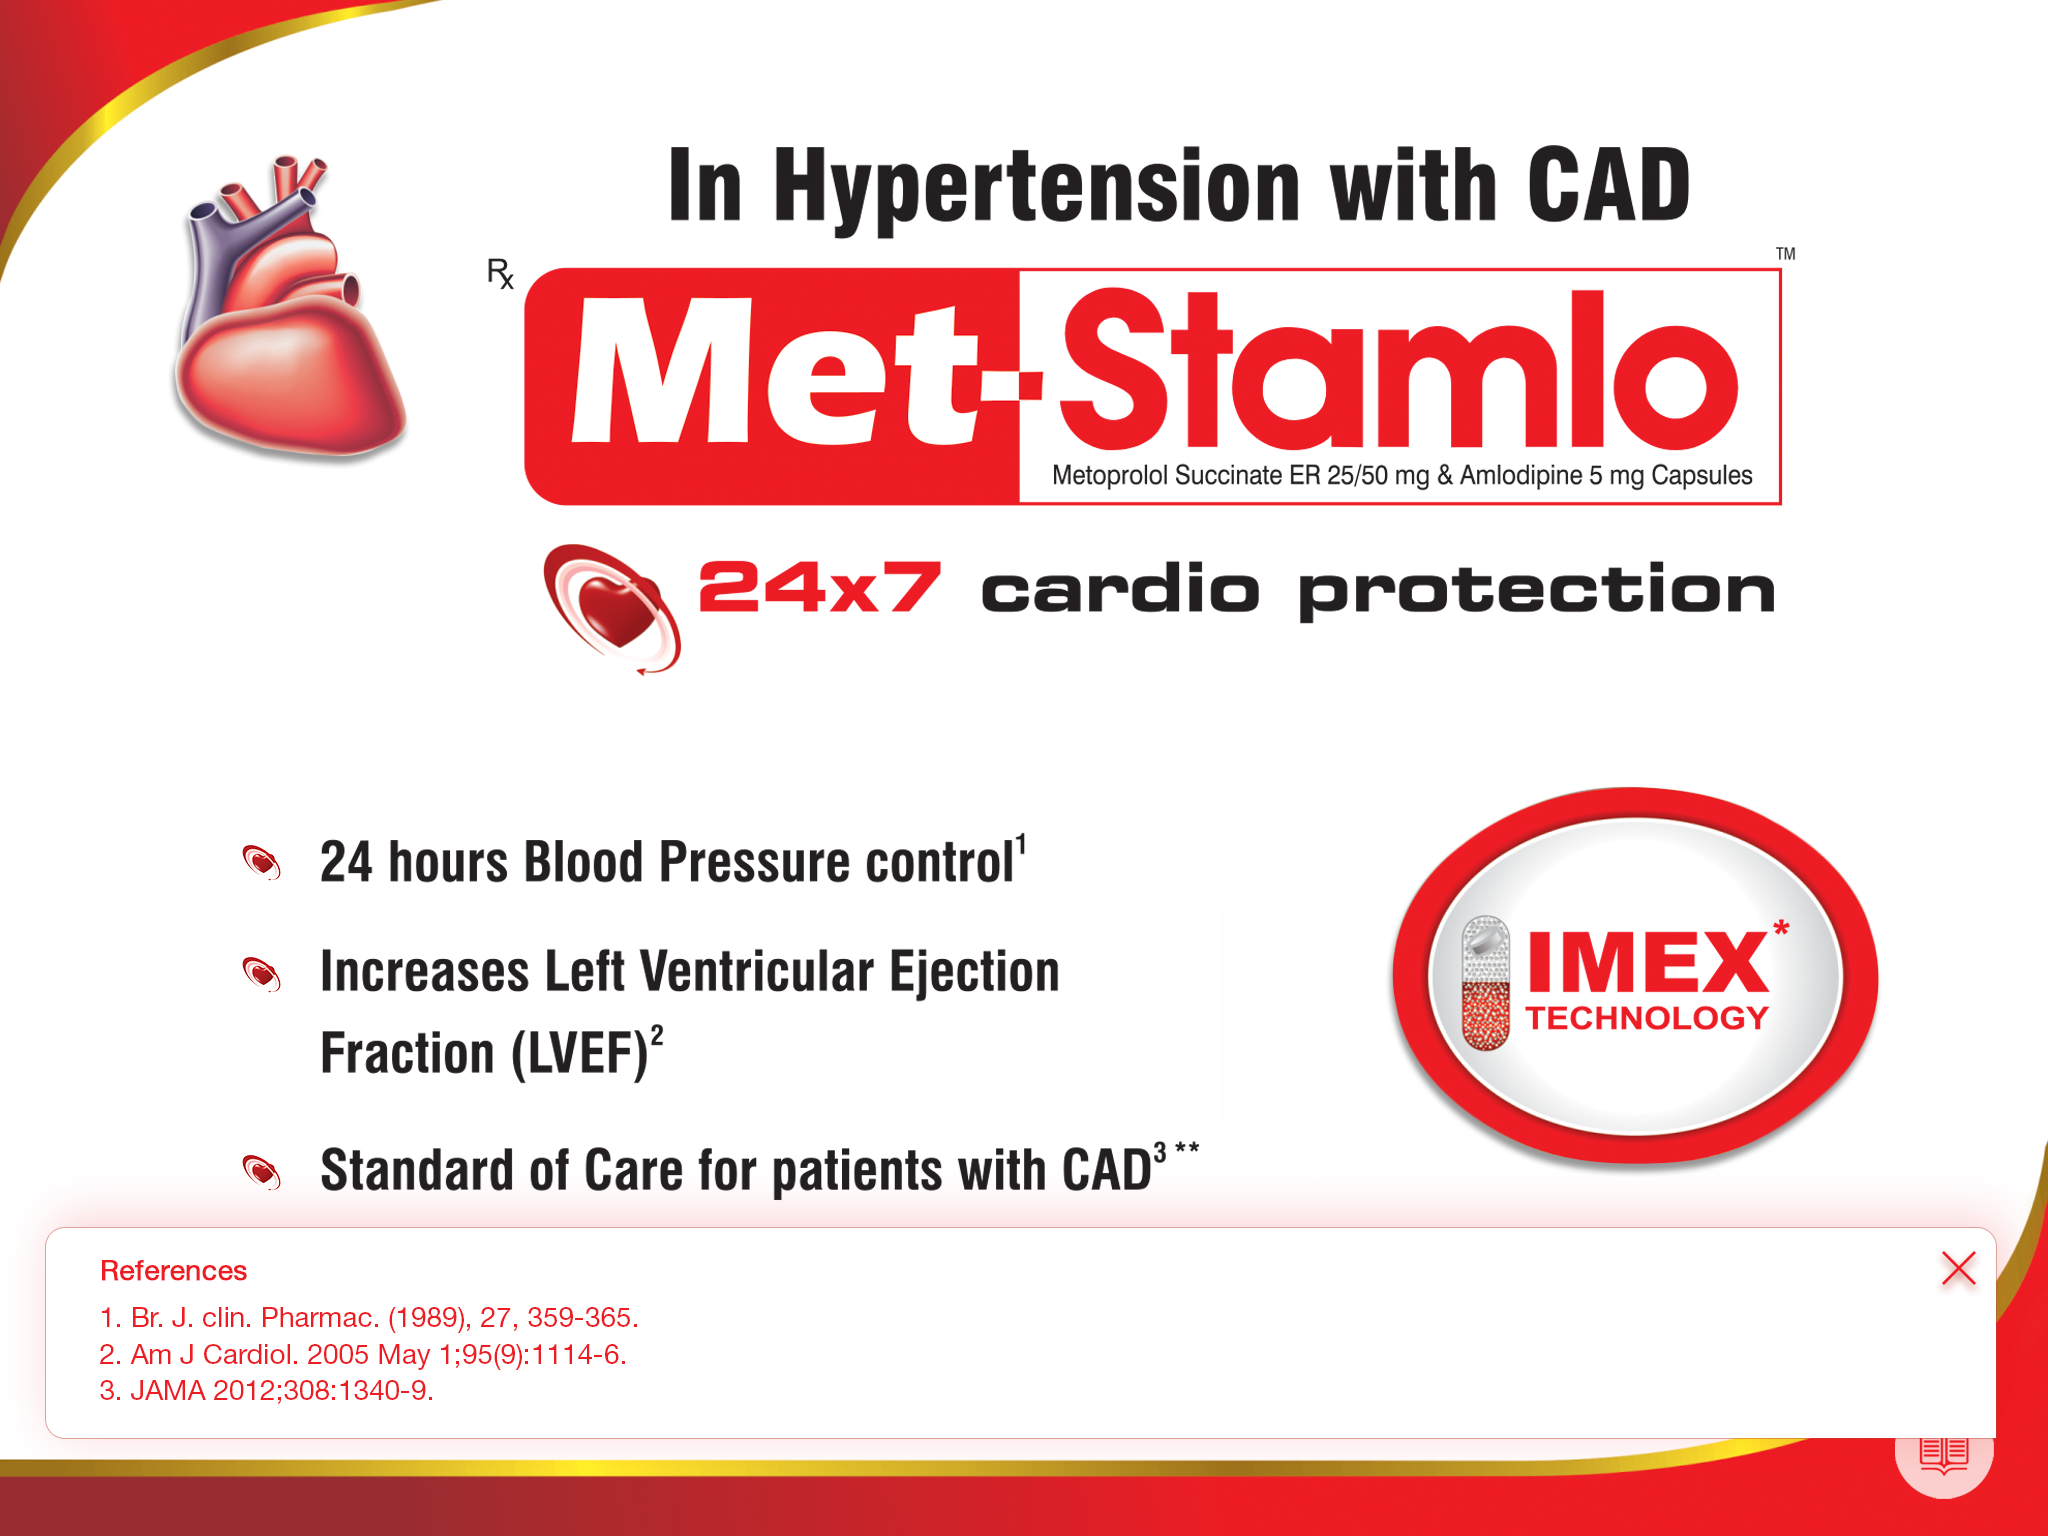 In Hypertension with CAD
Rx
Met-Stamlo™
Metoprolol Succinate ER 25/50 mg & Amlodipine 5 mg Capsules
24x7 cardio protection
24 hours Blood Pressure control¹
Increases Left Ventricular Ejection
Fraction (LVEF)²
Standard of Care for patients with CAD³ **
IMEX*
TECHNOLOGY
References
1. Br. J. clin. Pharmac. (1989), 27, 359-365.
2. Am J Cardiol. 2005 May 1;95(9):1114-6.
3. JAMA 2012;308:1340-9.